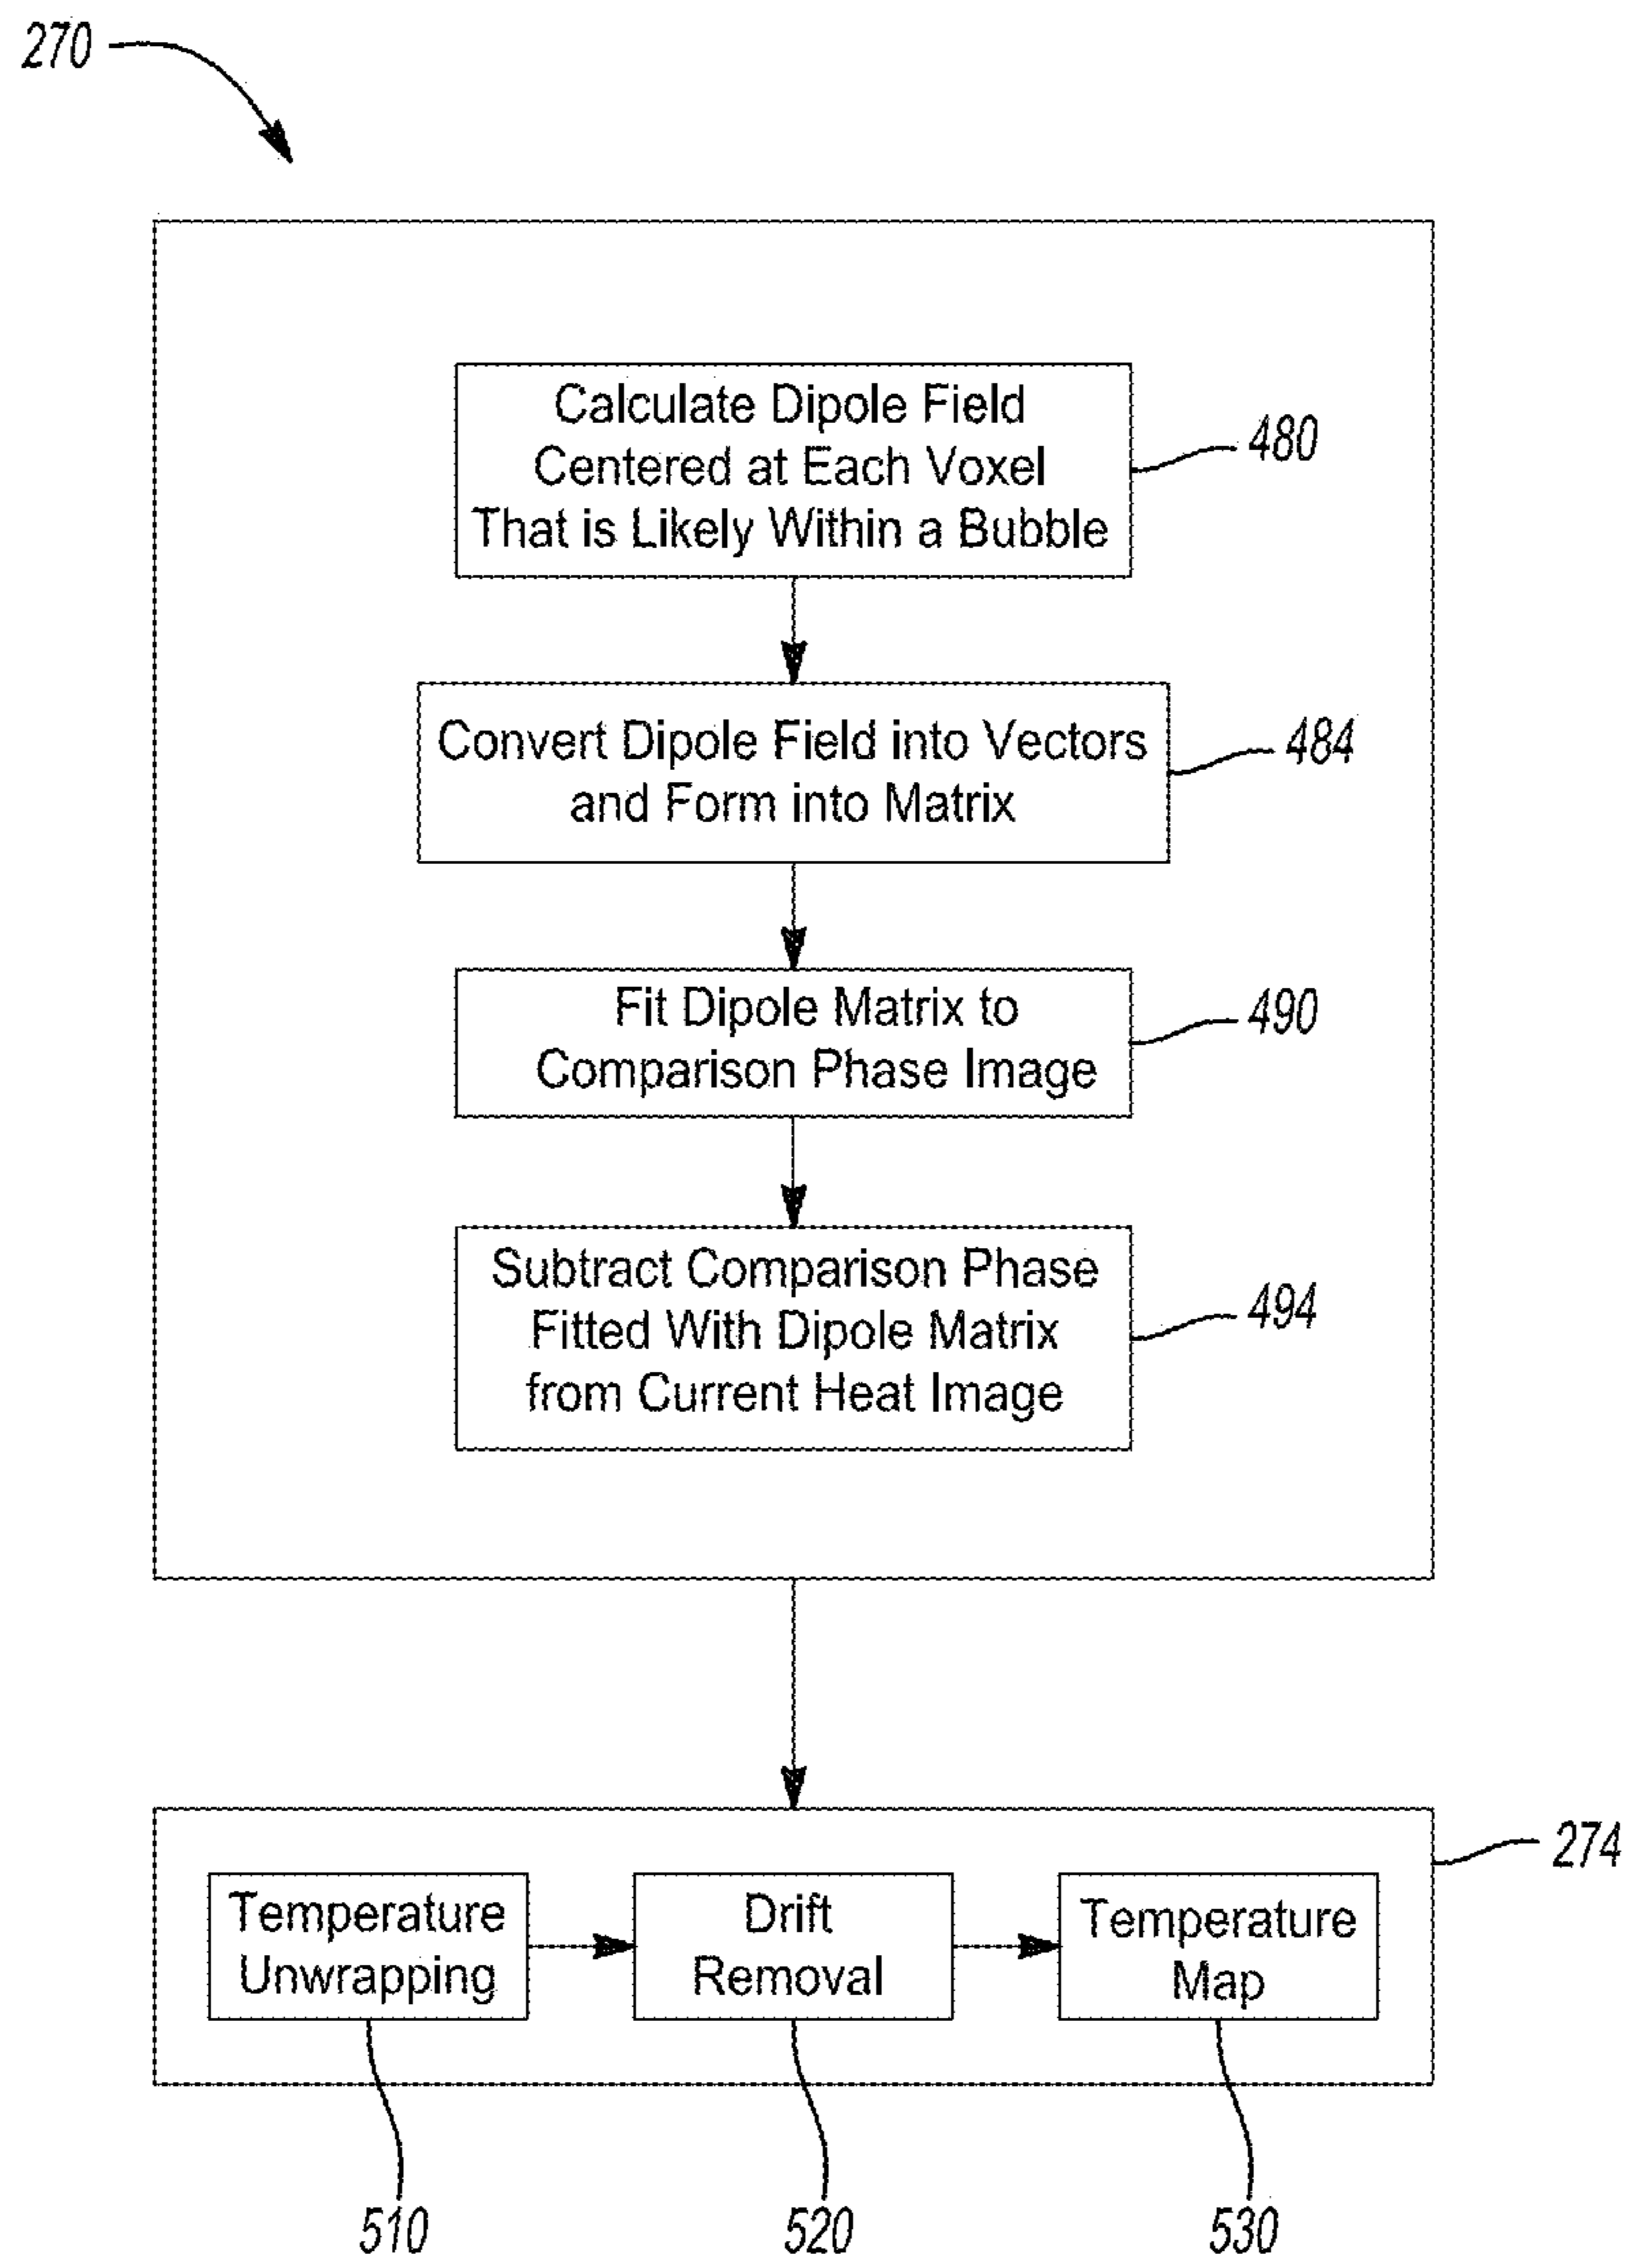 270
Calculate Dipole Field
Centered at Each Voxel
That is Likely Within a Bubble
480
Convert Dipole Field into Vectors
and Form into Matrix
484
Fit Dipole Matrix to
Comparison Phase Image
490
Subtract Comparison Phase
Fitted With Dipole Matrix
from Current Heat Image
494
274
Temperature
Unwrapping
Drift
Removal
Temperature
Map
510
520
530